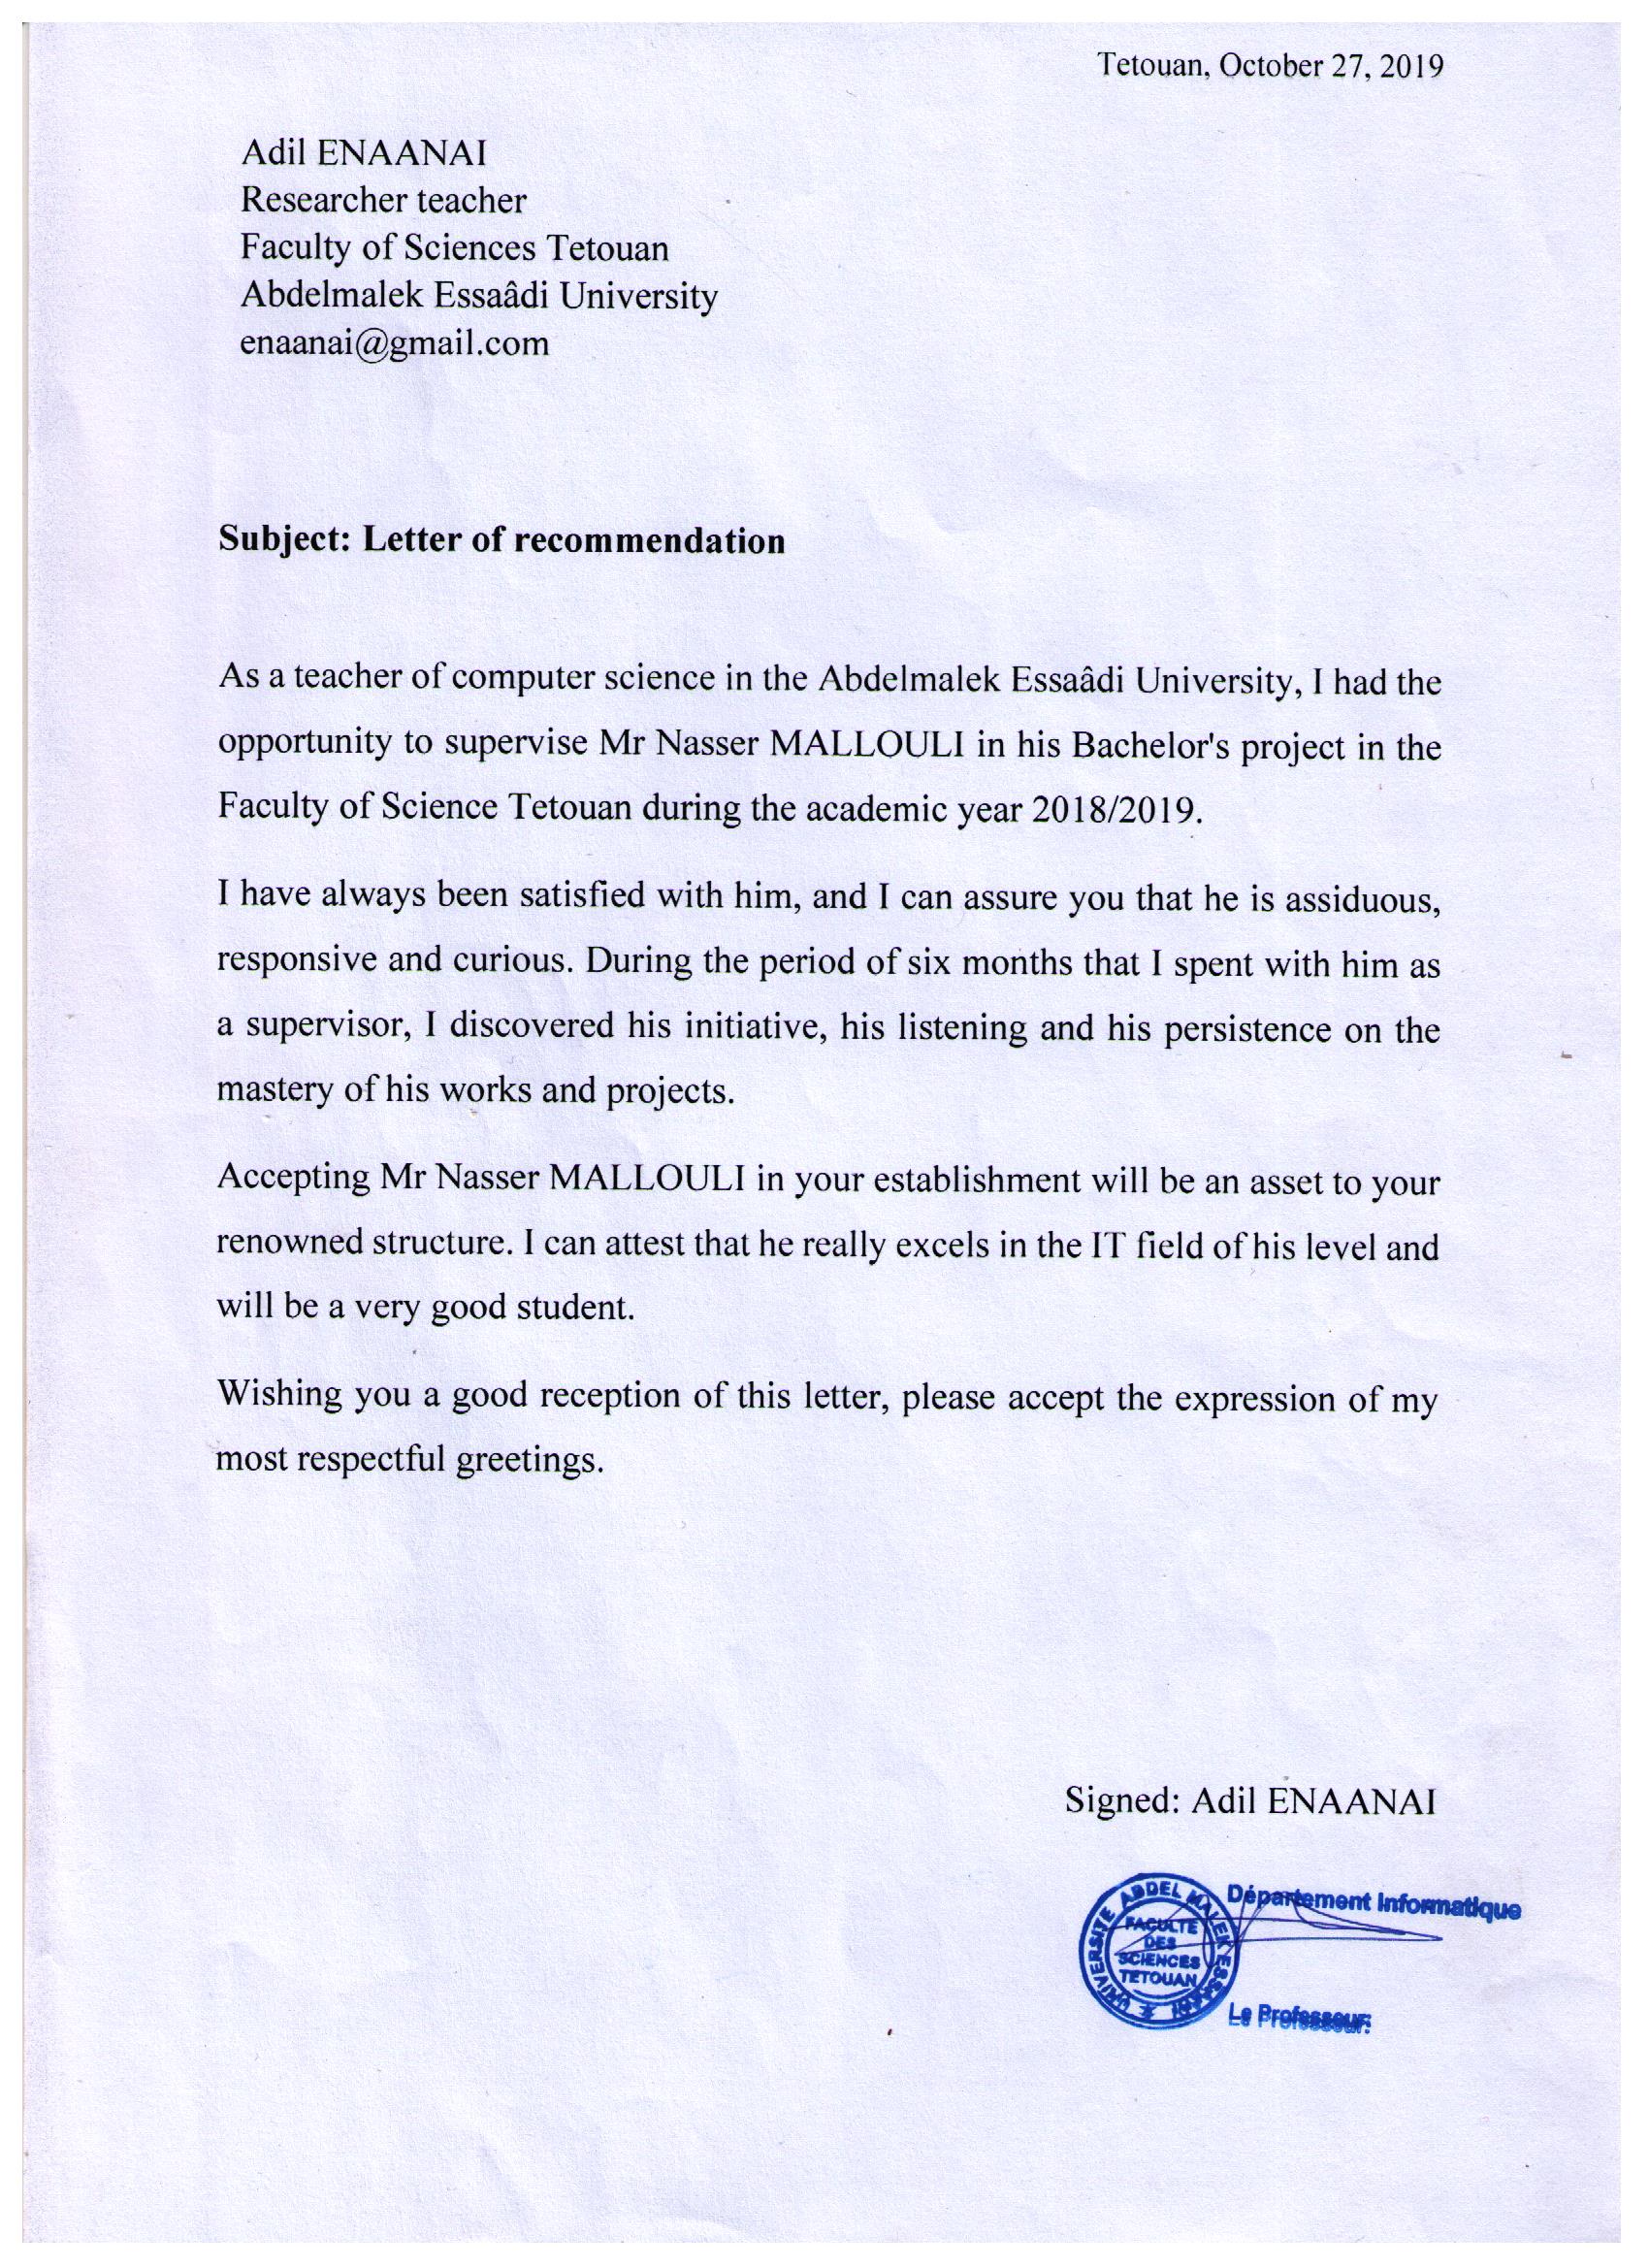 Tetouan, October 27, 2019
Adil ENAANAI
Researcher teacher
Faculty of Sciences Tetouan
Abdelmalek Essaâdi University
enaanai@gmail.com
Subject: Letter of recommendation
As a teacher of computer science in the Abdelmalek Essaâdi University, I had the
opportunity to supervise Mr Nasser MALLOULI in his Bachelor's project in the
Faculty of Science Tetouan during the academic year 2018/2019.
I have always been satisfied with him, and I can assure you that he is assiduous,
responsive and curious. During the period of six months that I spent with him as
a supervisor, I discovered his initiative, his listening and his persistence on the
mastery of his works and projects.
Accepting Mr Nasser MALLOULI in your establishment will be an asset to your
renowned structure. I can attest that he really excels in the IT field of his level and
will be a very good student.
Wishing you a good reception of this letter, please accept the expression of my
most respectful greetings.
Signed: Adil ENAANAI
UNIVERSITE ABDEL MALEK ESSAADI
FACULTE
DES
SCIENCES
TETOUAN
Département Informatique
Le Professeur: